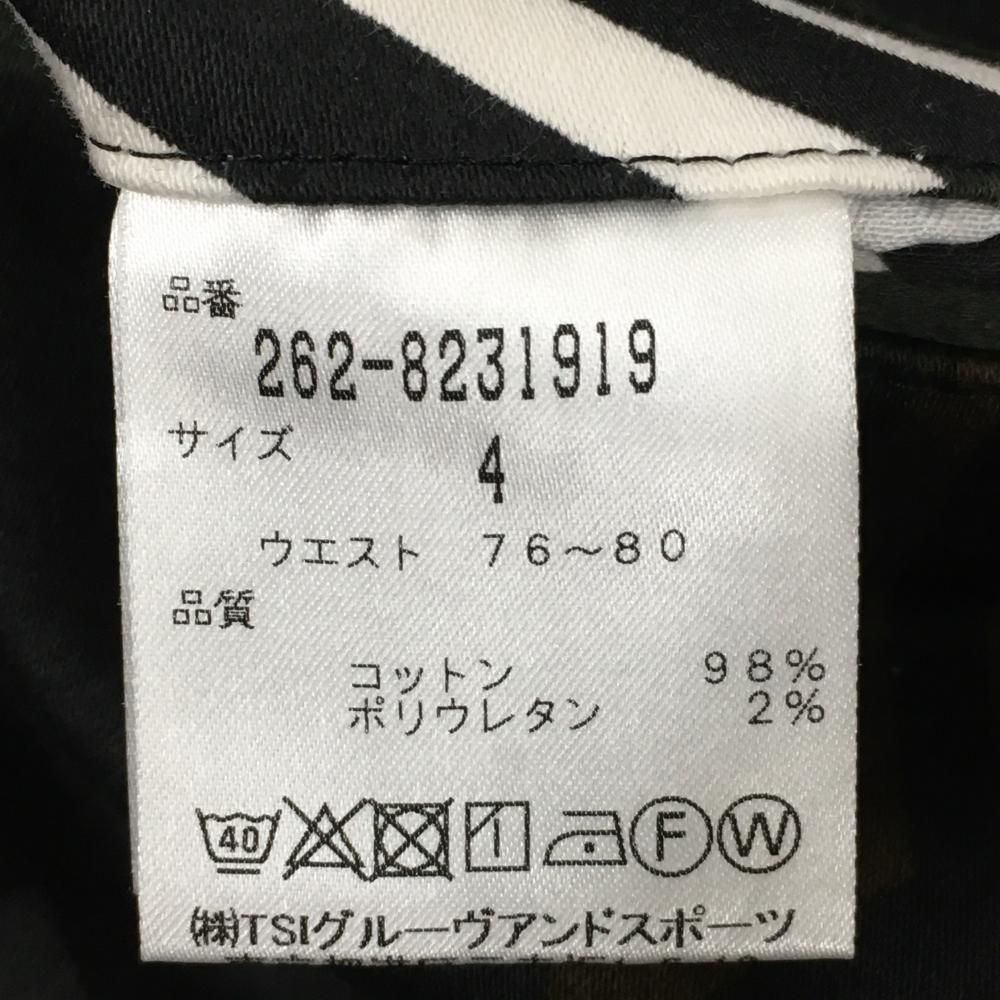 品番
262-8231919
サイズ
4
ウエスト 76～80
品質
コットン 98%
ポリウレタン 2%
40 F W
(株)TSIグルーヴアンドスポーツ